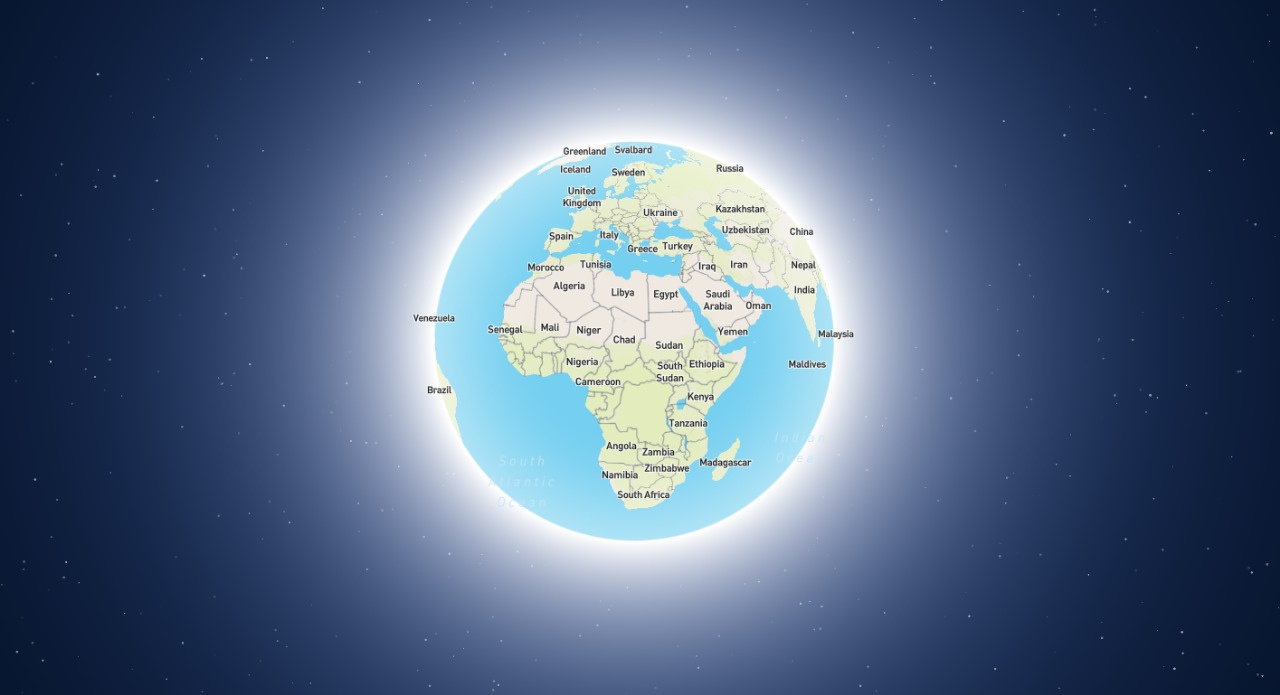 Greenland
Svalbard
Iceland
Russia
Sweden
United
Kingdom
Kazakhstan
Ukraine
Uzbekistan
China
Spain
Italy
Greece
Turkey
Morocco
Tunisia
Iraq
Iran
Nepal
Algeria
Libya
Egypt
Saudi
Arabia
India
Oman
Venezuela
Senegal
Mali
Niger
Chad
Sudan
Yemen
Malaysia
Nigeria
South
Sudan
Ethiopia
Maldives
Cameroon
Brazil
Kenya
Tanzania
Angola
Zambia
Indian
Ocean
South
Atlantic
Ocean
Zimbabwe
Madagascar
Namibia
South Africa